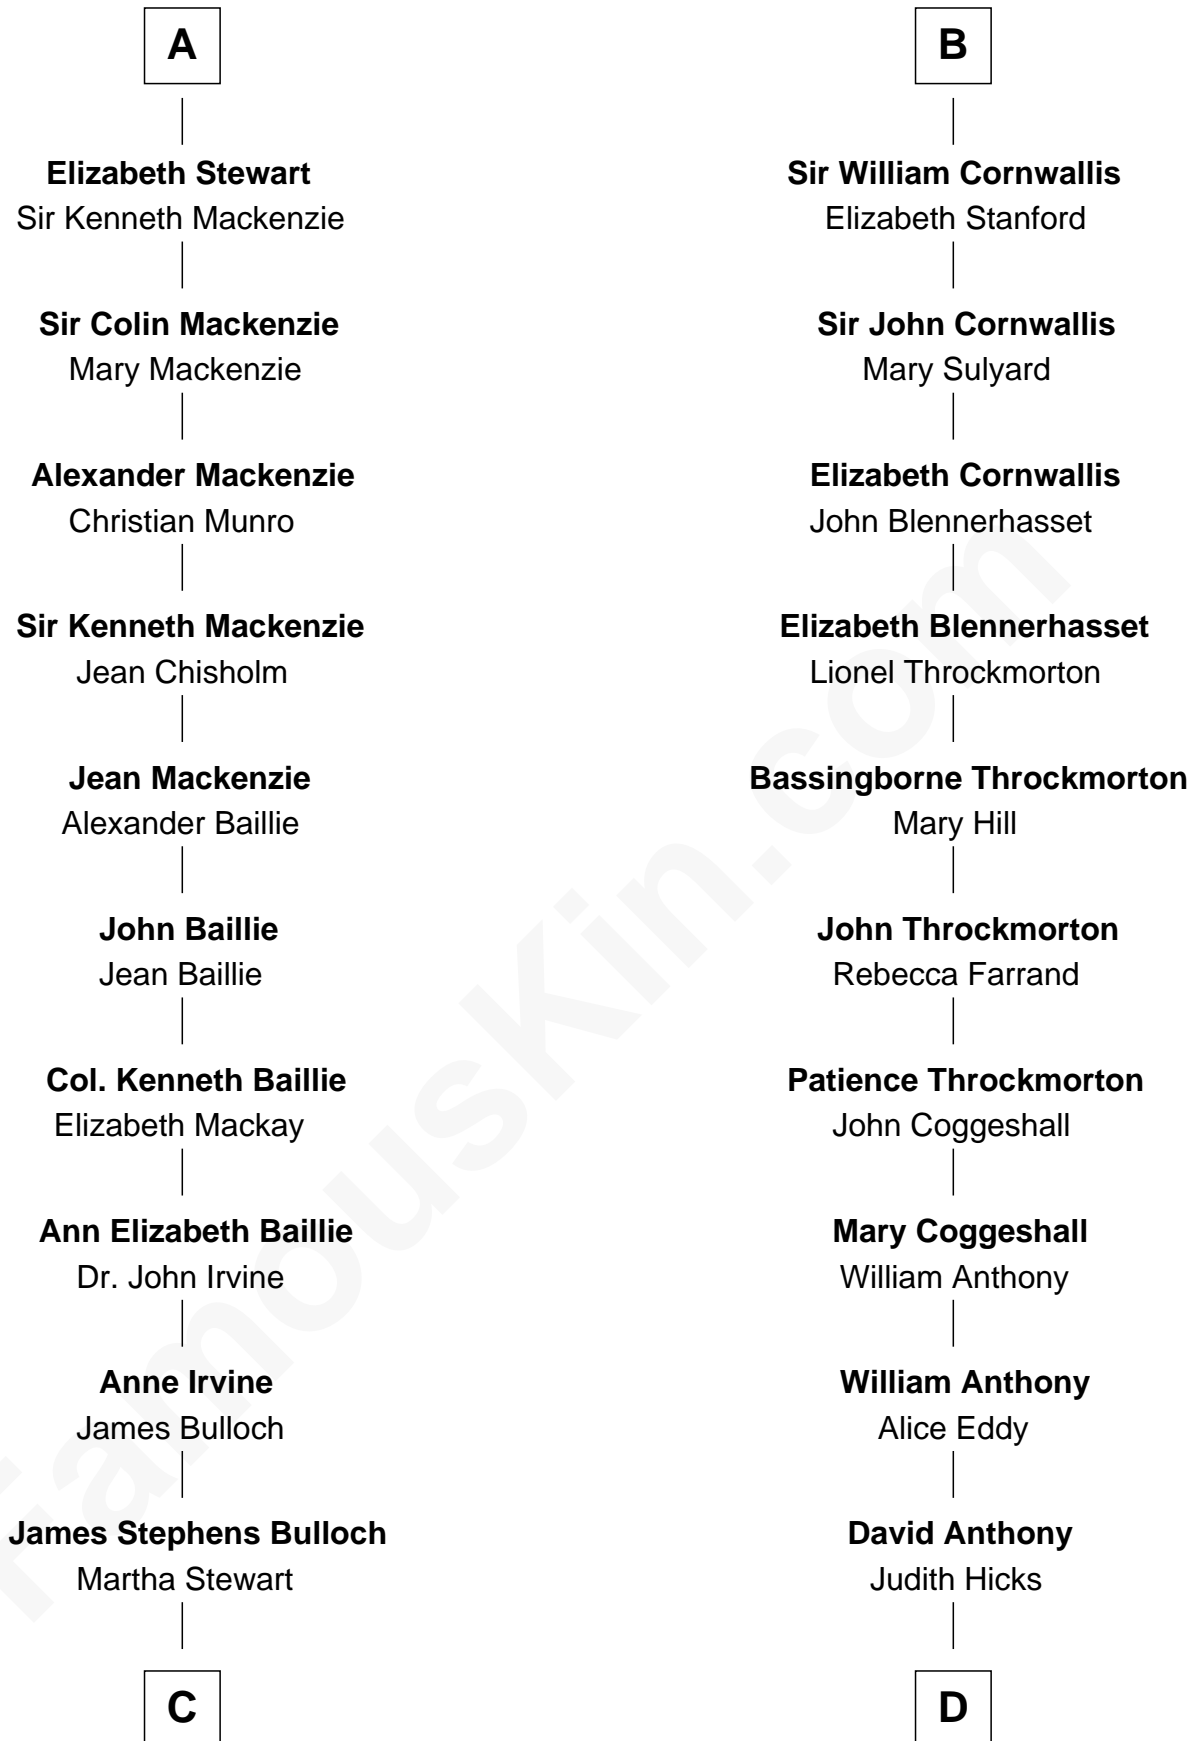 A
Elizabeth Stewart
Sir Kenneth Mackenzie
Sir Colin Mackenzie
Mary Mackenzie
Alexander Mackenzie
Christian Munro
Sir Kenneth Mackenzie
Jean Chisholm
Jean Mackenzie
Alexander Baillie
John Baillie
Jean Baillie
Col. Kenneth Baillie
Elizabeth Mackay
Ann Elizabeth Baillie
Dr. John Irvine
Anne Irvine
James Bulloch
James Stephens Bulloch
Martha Stewart
C
B
Sir William Cornwallis
Elizabeth Stanford
Sir John Cornwallis
Mary Sulyard
Elizabeth Cornwallis
John Blennerhasset
Elizabeth Blennerhasset
Lionel Throckmorton
Bassingborne Throckmorton
Mary Hill
John Throckmorton
Rebecca Farrand
Patience Throckmorton
John Coggeshall
Mary Coggeshall
William Anthony
William Anthony
Alice Eddy
David Anthony
Judith Hicks
D
FamousKin.com